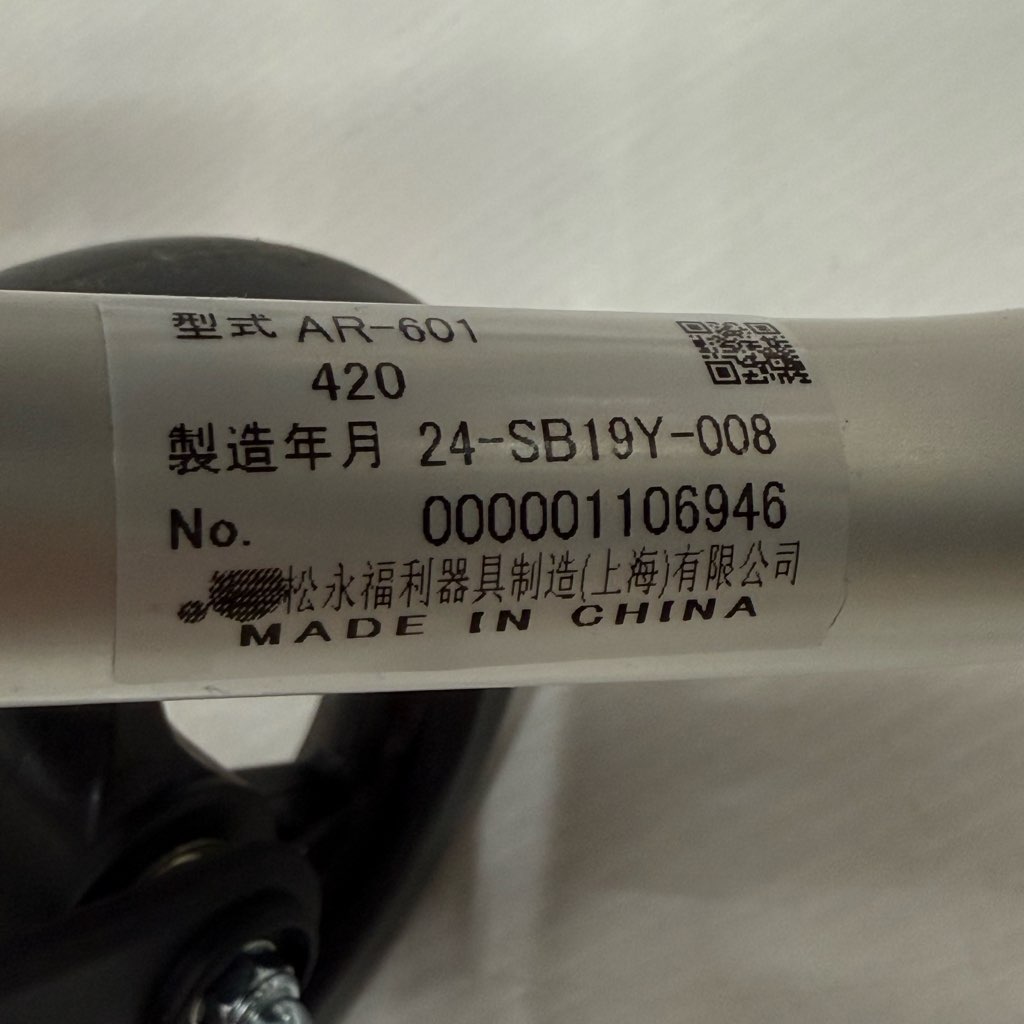 型式 AR-601
420
製造年月 24-SB19Y-008
No. 000001106946
松永福利器具制造(上海)有限公司
MADE IN CHINA